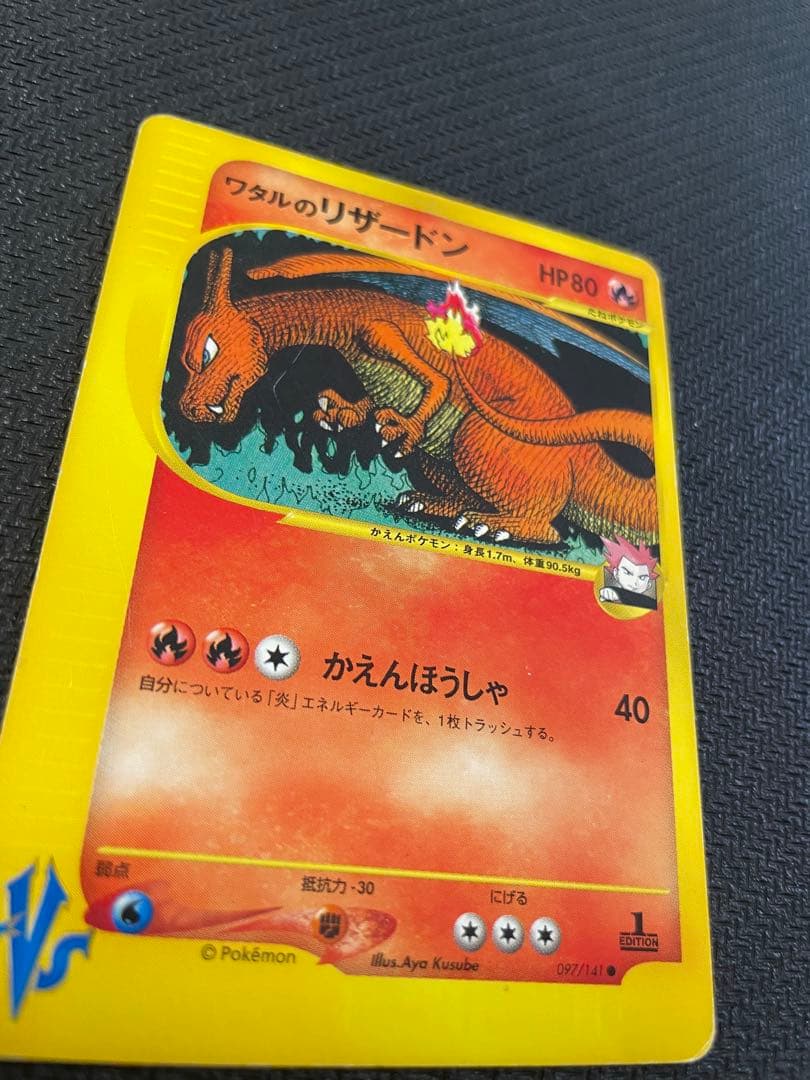 ワタルのリザードン
HP80
たねポケモン
かえんポケモン：身長1.7m、体重90.5kg
かえんほうしゃ 40
自分についている「炎」エネルギーカードを、1枚トラッシュする。
弱点
抵抗力 -30
にげる
1
EDITION
© Pokémon
Illus.Aya Kusube
097/141 ●
VS